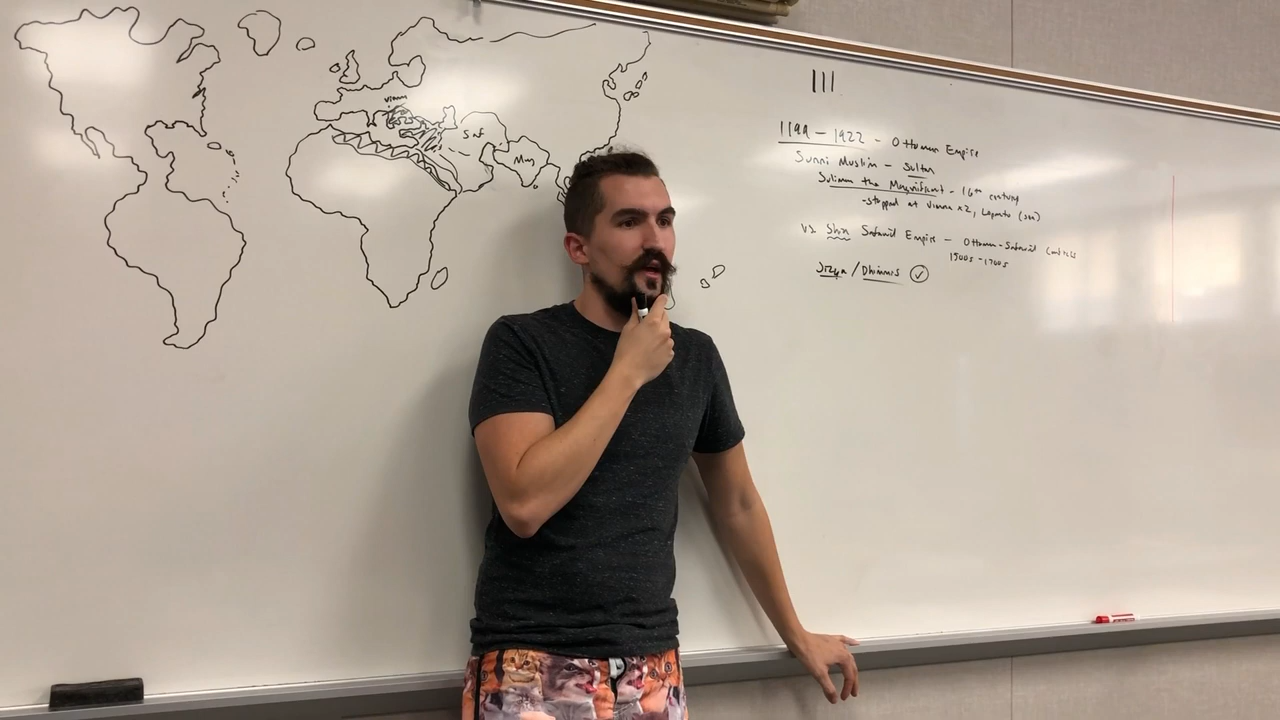 Vienna
Saf
Mug
III
1299 – 1922 – Ottoman Empire
Sunni Muslim – Sultan
Suliman the Magnificent – 16th century
-stopped at Vienna x2, Lepanto (sea)
vs. Shia Safavid Empire – Ottoman-Safavid Conflicts
1500s – 1700s
Jizya / Dhimmis ✓